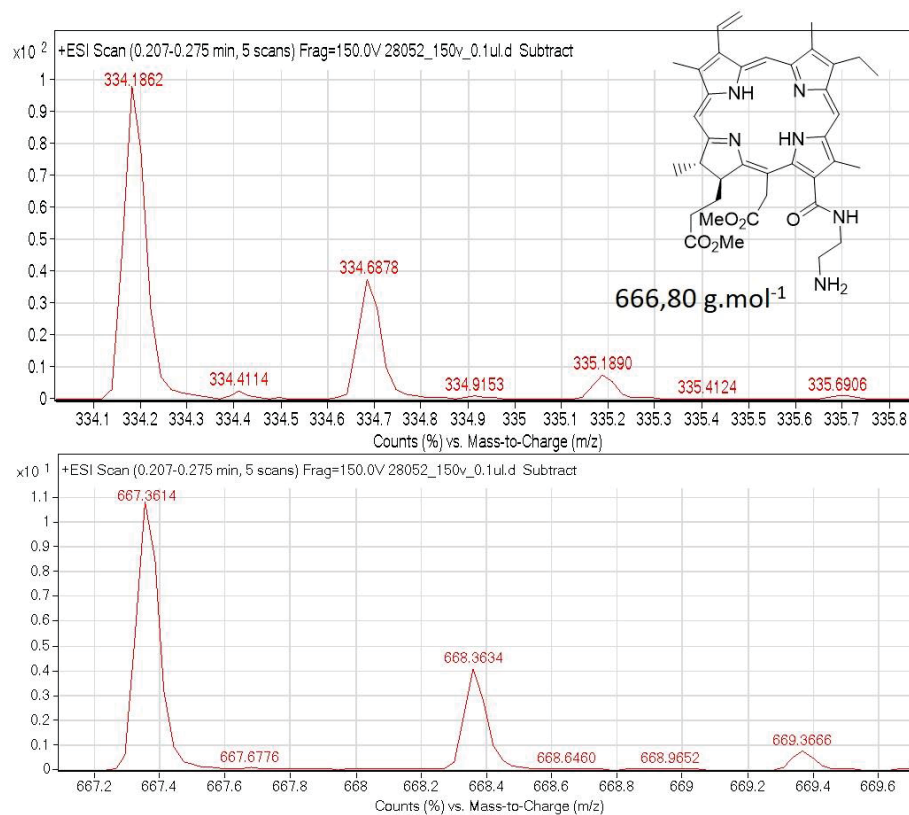 x10 2
+ESI Scan (0.207-0.275 min, 5 scans) Frag=150.0V 28052_150v_0.1ul.d Subtract
1
0.9
0.8
0.7
0.6
0.5
0.4
0.3
0.2
0.1
0
334.1862
334.4114
334.6878
334.9153
335.1890
335.4124
335.6906
NH
N
N
HN
MeO2C
CO2Me
O
NH
NH2
666,80 g.mol-1
334.1 334.2 334.3 334.4 334.5 334.6 334.7 334.8 334.9 335 335.1 335.2 335.3 335.4 335.5 335.6 335.7 335.8
Counts (%) vs. Mass-to-Charge (m/z)
x10 1
+ESI Scan (0.207-0.275 min, 5 scans) Frag=150.0V 28052_150v_0.1ul.d Subtract
1.1
1
0.9
0.8
0.7
0.6
0.5
0.4
0.3
0.2
0.1
0
667.3614
667.6776
668.3634
668.6460
668.9652
669.3666
667.2 667.4 667.6 667.8 668 668.2 668.4 668.6 668.8 669 669.2 669.4 669.6
Counts (%) vs. Mass-to-Charge (m/z)